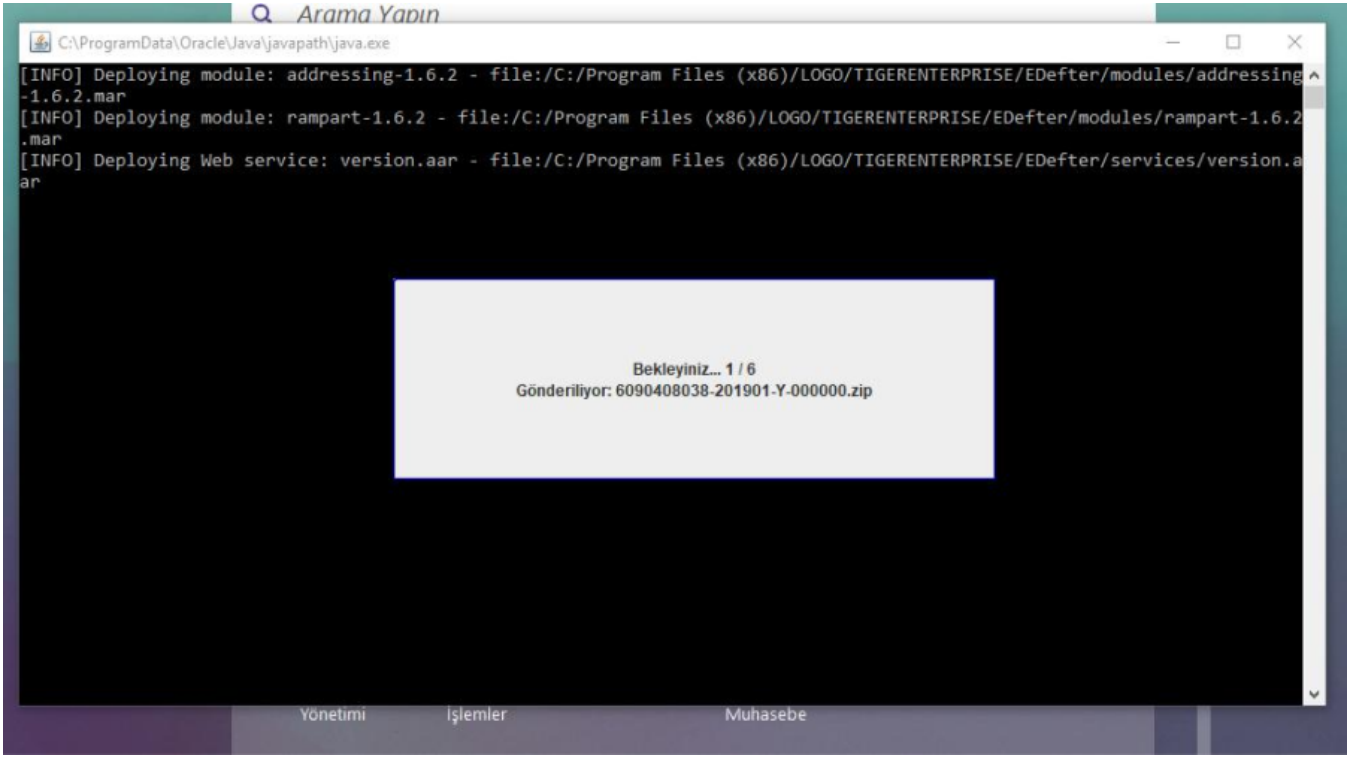 Arama Yapın
C:\ProgramData\Oracle\Java\javapath\java.exe
[INFO] Deploying module: addressing-1.6.2 - file:/C:/Program Files (x86)/LOGO/TIGERENTERPRISE/EDefter/modules/addressing
-1.6.2.mar
[INFO] Deploying module: rampart-1.6.2 - file:/C:/Program Files (x86)/LOGO/TIGERENTERPRISE/EDefter/modules/rampart-1.6.2
.mar
[INFO] Deploying Web service: version.aar - file:/C:/Program Files (x86)/LOGO/TIGERENTERPRISE/EDefter/services/version.a
ar
Bekleyiniz... 1 / 6
Gönderiliyor: 6090408038-201901-Y-000000.zip
Yönetimi İşlemler Muhasebe